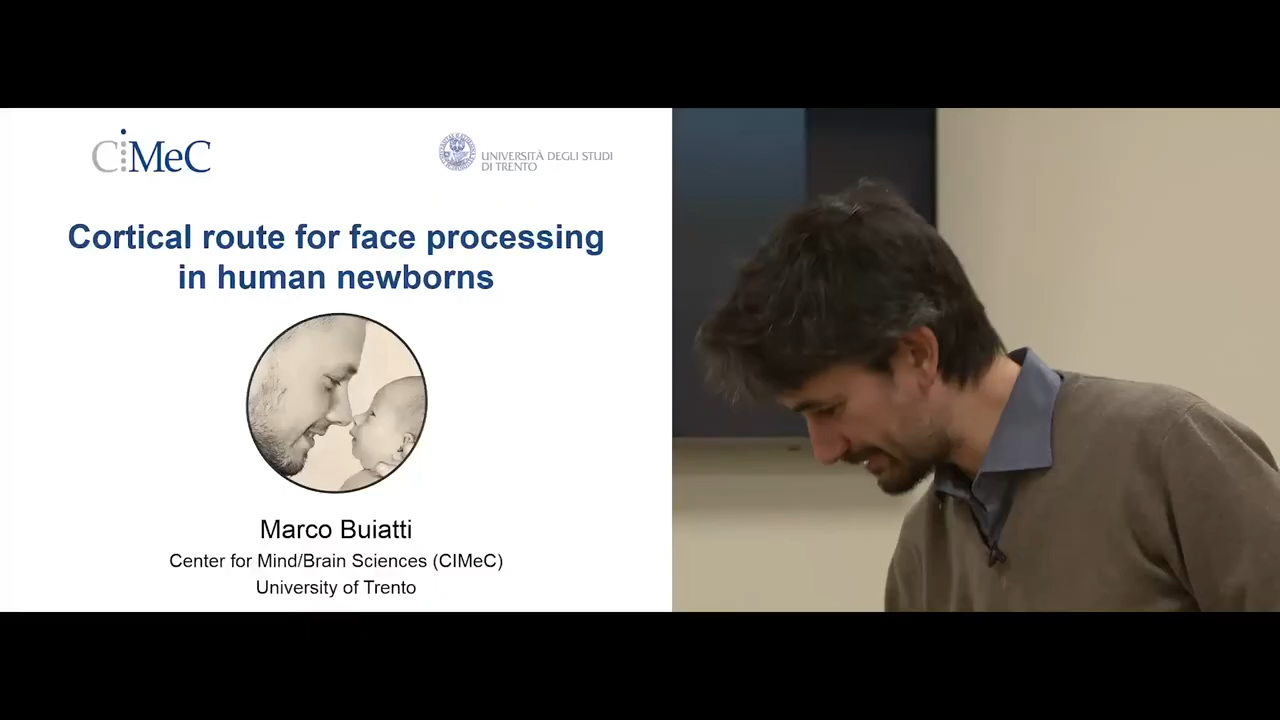 CiMeC
UNIVERSITÀ DEGLI STUDI
DI TRENTO
Cortical route for face processing
in human newborns
Marco Buiatti
Center for Mind/Brain Sciences (CIMeC)
University of Trento